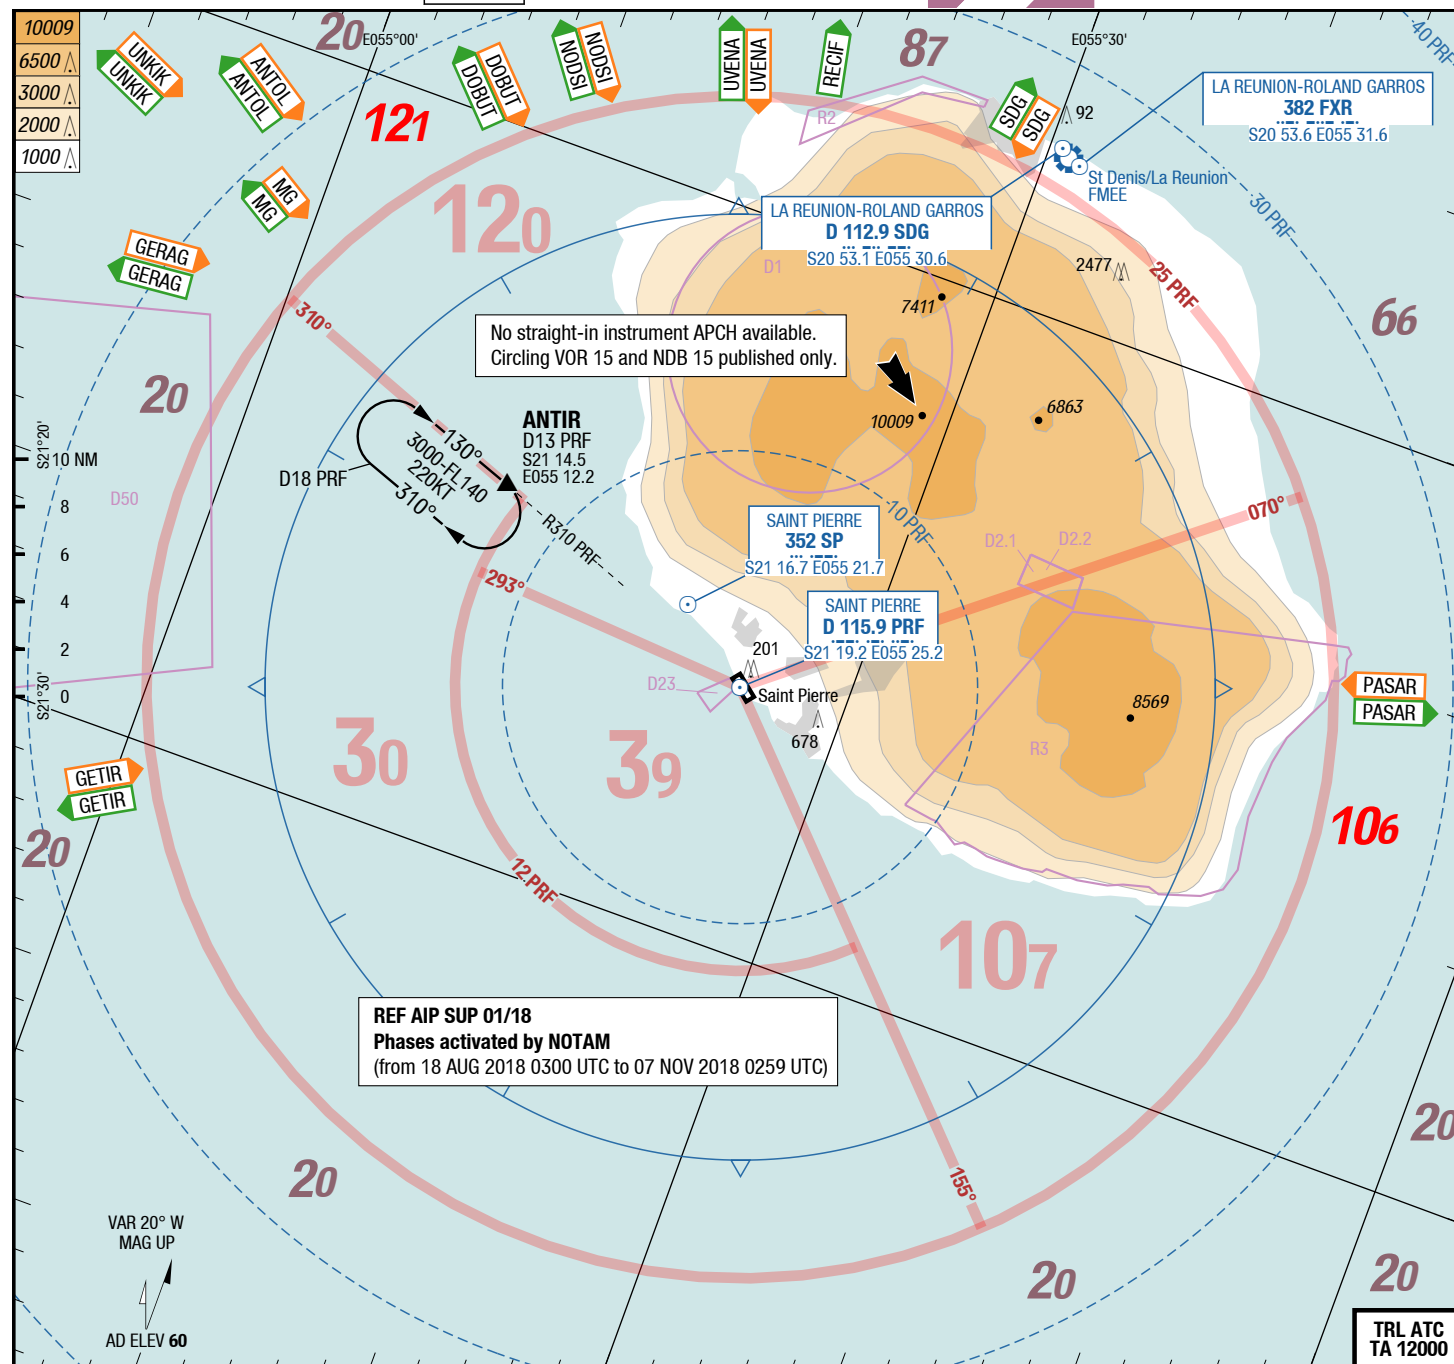 10009
6500
3000
2000
1000
20
E055°00'
E055°30'
40 PRF
UNKIK
UNKIK
ANTOL
ANTOL
DOBUT
DOBUT
NODSI
NODSI
UVENA
UVENA
RECIF
87
SDG
SDG
92
LA REUNION-ROLAND GARROS
382 FXR
S20 53.6 E055 31.6
121
R2
St Denis/La Reunion
FMEE
MG
MG
120
LA REUNION-ROLAND GARROS
D 112.9 SDG
S20 53.1 E055 30.6
30 PRF
GERAG
GERAG
D1
2477
25 PRF
7411
310°
66
No straight-in instrument APCH available.
Circling VOR 15 and NDB 15 published only.
20
10009
6863
ANTIR
D13 PRF
S21 14.5
E055 12.2
130°
3000-FL140
220KT
310°
D18 PRF
R310 PRF
S21°20'
10 NM
8
6
4
2
0
S21°30'
D50
10 PRF
070°
SAINT PIERRE
352 SP
S21 16.7 E055 21.7
D2.1
D2.2
293°
SAINT PIERRE
D 115.9 PRF
S21 19.2 E055 25.2
201
D23
Saint Pierre
678
8569
R3
PASAR
PASAR
30
39
GETIR
GETIR
20
106
12 PRF
107
REF AIP SUP 01/18
Phases activated by NOTAM
(from 18 AUG 2018 0300 UTC to 07 NOV 2018 0259 UTC)
20
20
155°
VAR 20° W
MAG UP
AD ELEV 60
20
20
TRL ATC
TA 12000